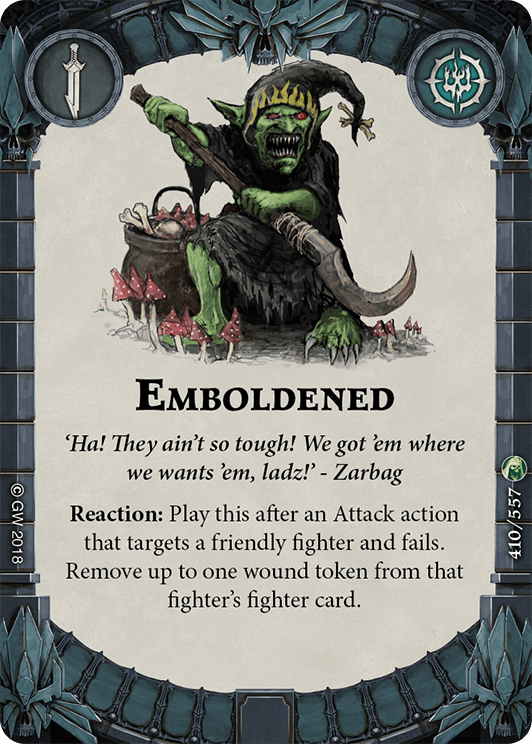 EMBOLDENED
‘Ha! They ain’t so tough! We got ’em where
we wants ’em, ladz!’ - Zarbag
Reaction: Play this after an Attack action
that targets a friendly fighter and fails.
Remove up to one wound token from that
fighter’s fighter card.
© GW 2018
410/557